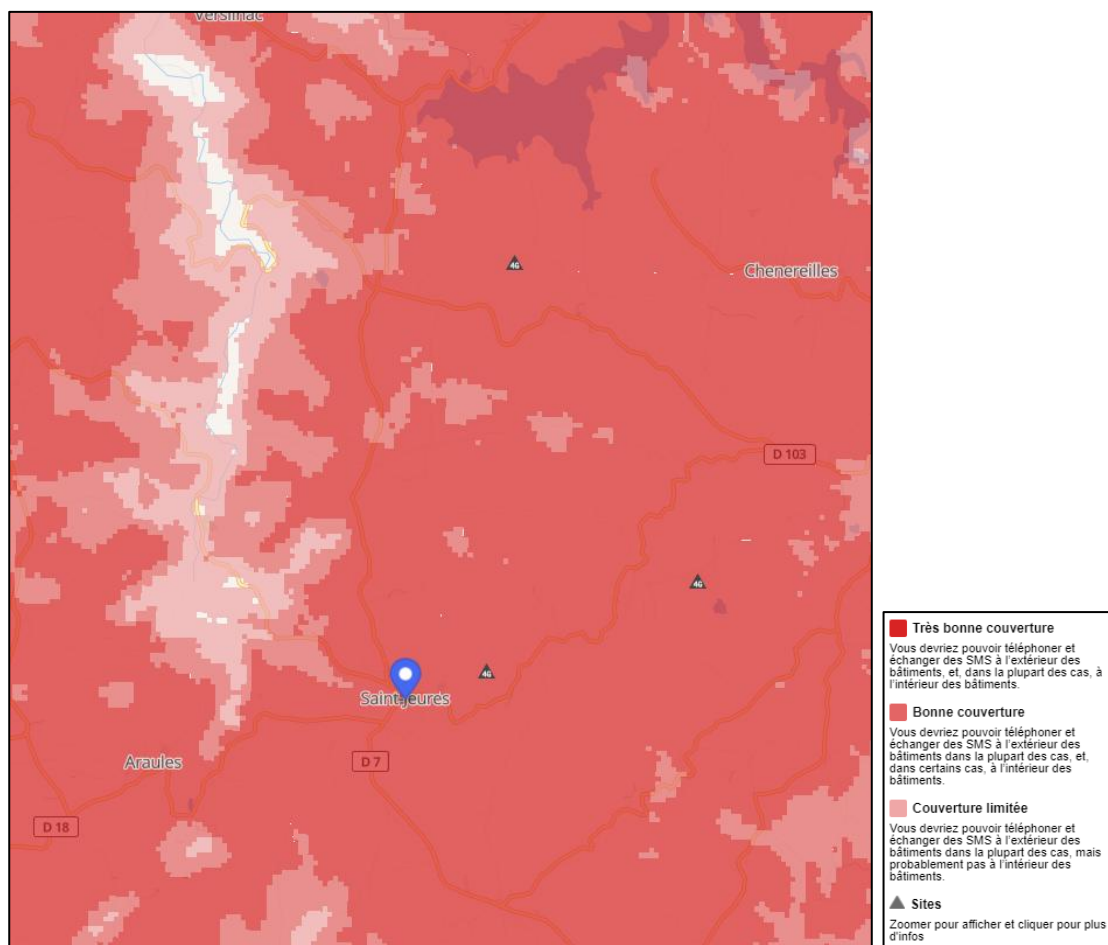 Versilhac
4G
Chenereilles
D 103
4G
4G
Saint-Jeures
Araules
D 7
D 18
Très bonne couverture
Vous devriez pouvoir téléphoner et
échanger des SMS à l'extérieur des
bâtiments, et, dans la plupart des cas, à
l'intérieur des bâtiments.
Bonne couverture
Vous devriez pouvoir téléphoner et
échanger des SMS à l'extérieur des
bâtiments dans la plupart des cas, et,
dans certains cas, à l'intérieur des
bâtiments.
Couverture limitée
Vous devriez pouvoir téléphoner et
échanger des SMS à l'extérieur des
bâtiments dans la plupart des cas, mais
probablement pas à l'intérieur des
bâtiments.
Sites
Zoomer pour afficher et cliquer pour plus
d'infos